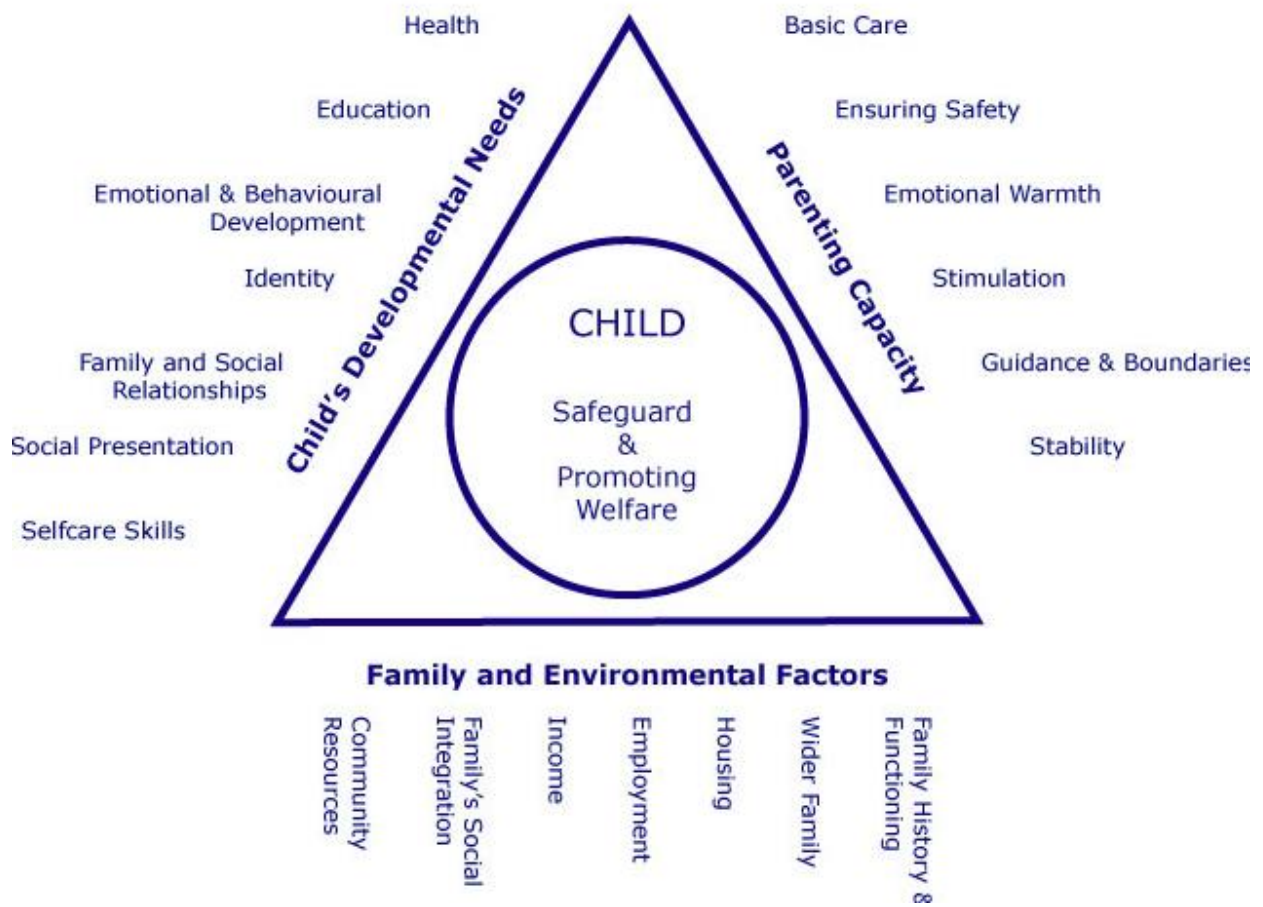 Health
Education
Emotional & Behavioural
Development
Identity
Family and Social
Relationships
Social Presentation
Selfcare Skills
Child's Developmental Needs
Basic Care
Ensuring Safety
Emotional Warmth
Stimulation
Guidance & Boundaries
Stability
Parenting Capacity
CHILD
Safeguard
&
Promoting
Welfare
Family and Environmental Factors
Community
Resources
Family's Social
Integration
Income
Employment
Housing
Wider Family
Family History &
Functioning